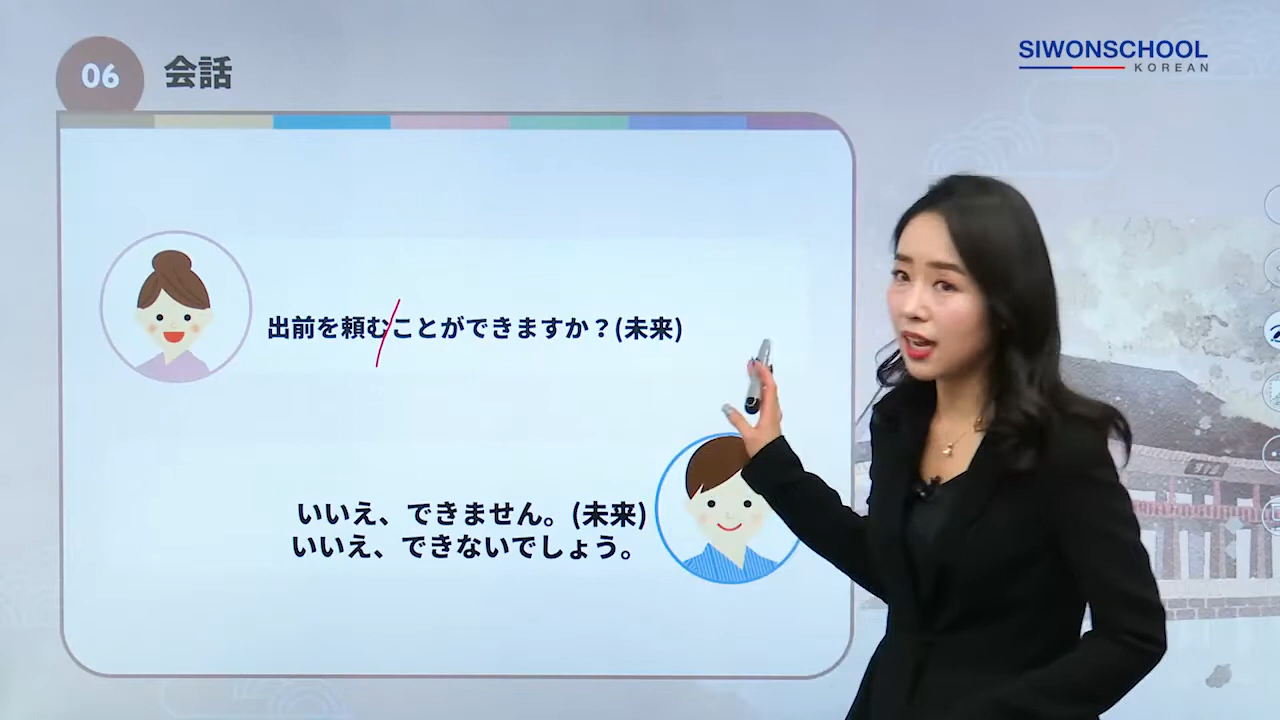 06 会話
SIWONSCHOOL
KOREAN
出前を頼むことができますか？(未来)
いいえ、できません。(未来)
いいえ、できないでしょう。